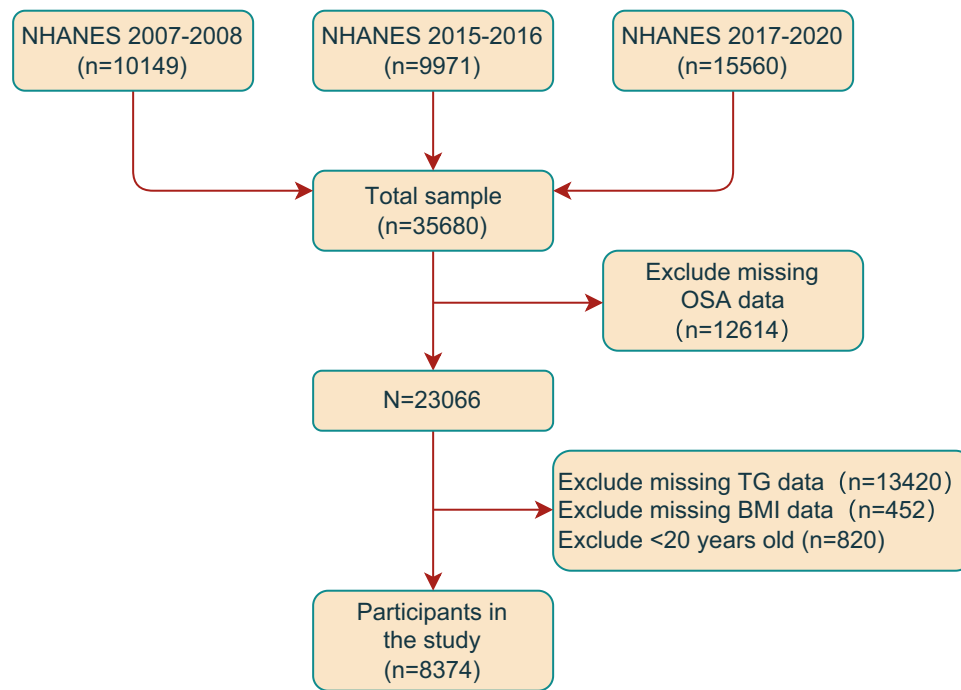 NHANES 2007-2008
(n=10149)
NHANES 2015-2016
(n=9971)
NHANES 2017-2020
(n=15560)
Total sample
(n=35680)
Exclude missing
OSA data
(n=12614)
N=23066
Exclude missing TG data（n=13420)
Exclude missing BMI data（n=452)
Exclude <20 years old (n=820)
Participants in
the study
(n=8374)